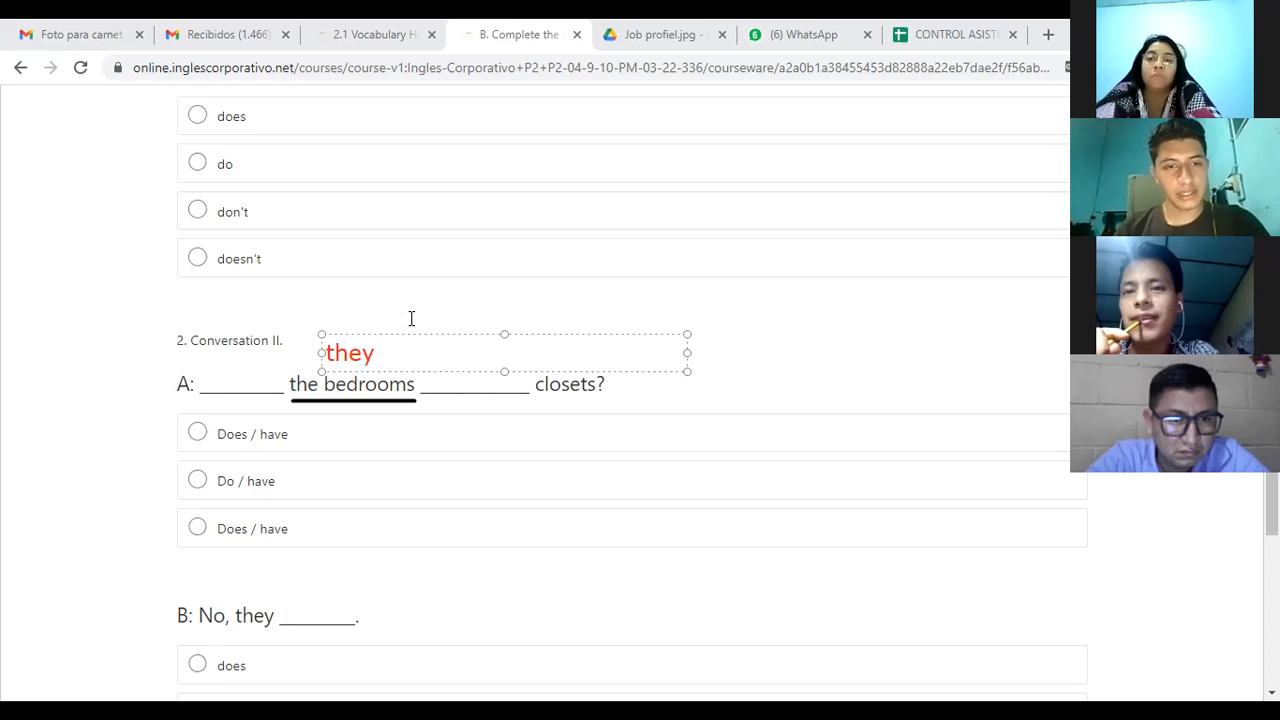 Foto para carnet
Recibidos (1.466)
2.1 Vocabulary H
B. Complete the
Job profiel.jpg -
(6) WhatsApp
CONTROL ASIST
online.inglescorporativo.net/courses/course-v1:Ingles
rativo+P2+P2-04-9-10-PM-03-22-336/courseware/a2a0b1a38455453d82888a22eb7dae2f/f56ab...
does
do
don't
doesn't
2. Conversation II.
they
A: _________ the bedrooms ____________ closets?
Does / have
Do / have
Does / have
B: No, they ________.
does